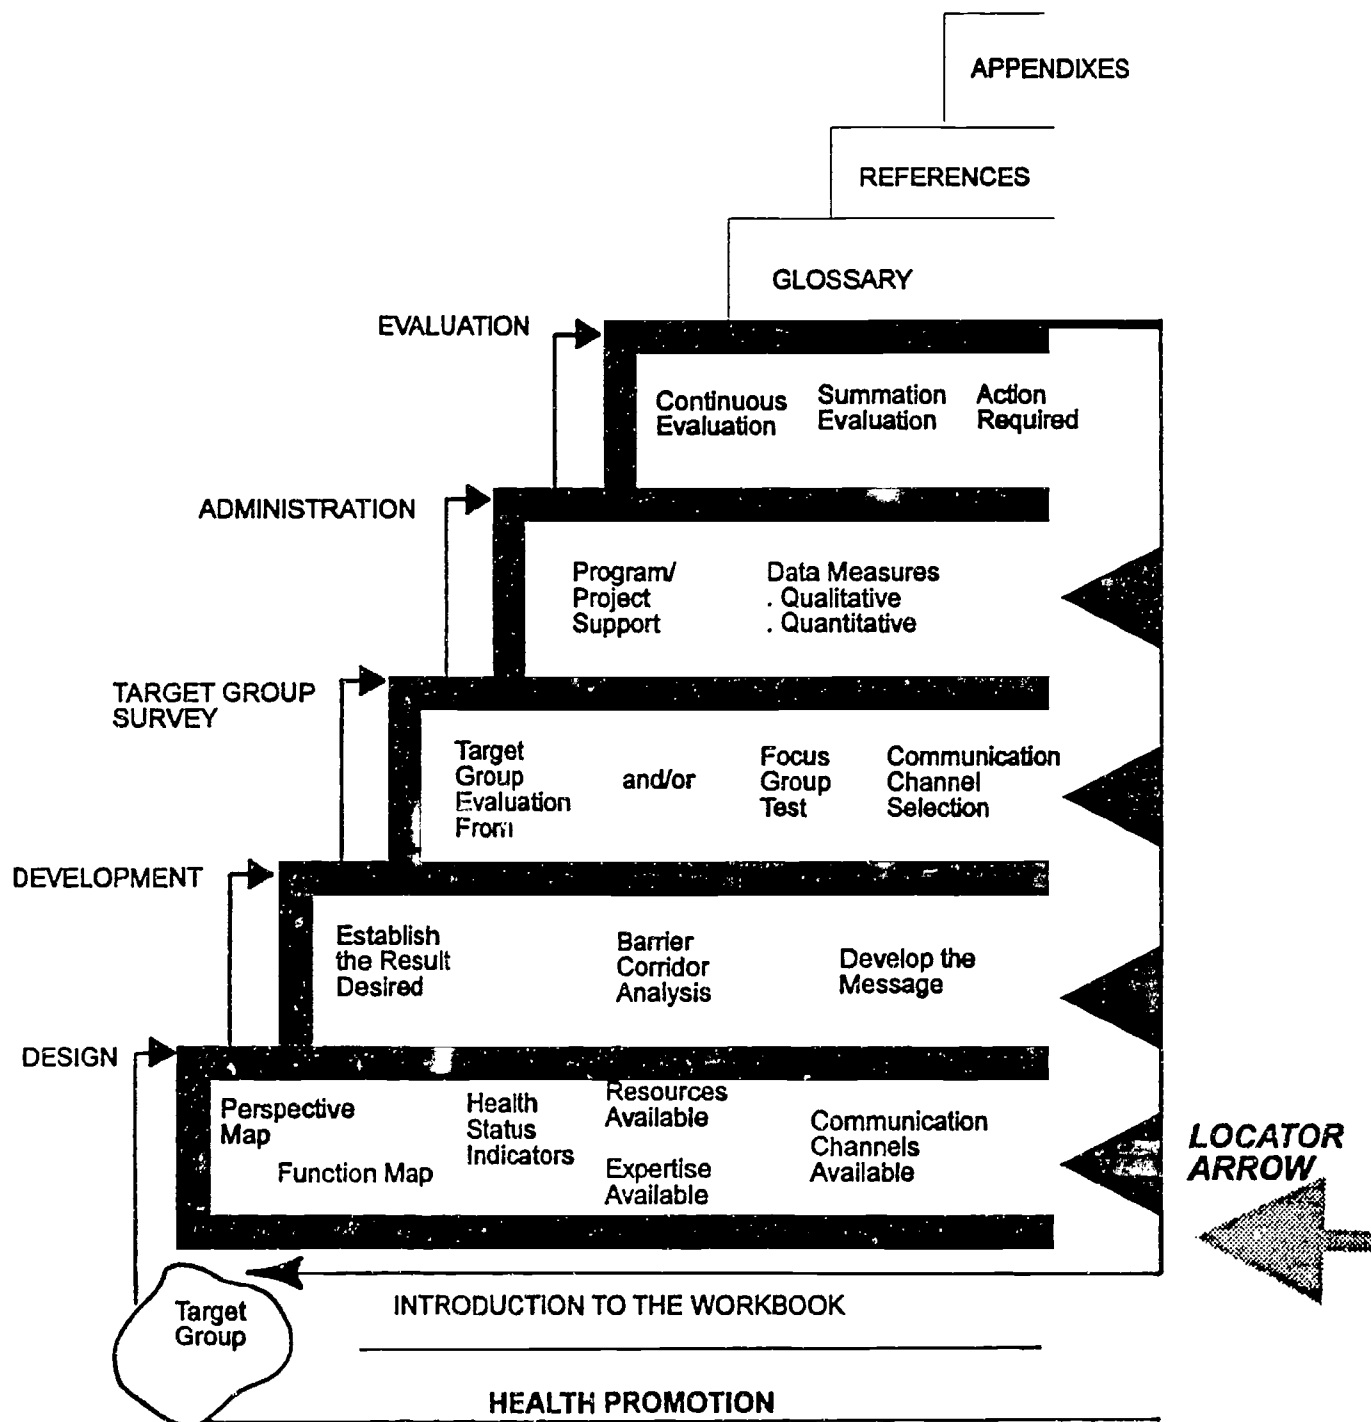 APPENDIXES
REFERENCES
GLOSSARY
EVALUATION
Continuous
Evaluation
Summation
Evaluation
Action
Required
ADMINISTRATION
Program/
Project
Support
Data Measures
. Qualitative
. Quantitative
TARGET GROUP
SURVEY
Target
Group
Evaluation
From
and/or
Focus
Group
Test
Communication
Channel
Selection
DEVELOPMENT
Establish
the Result
Desired
Barrier
Corridor
Analysis
Develop the
Message
DESIGN
Perspective
Map
Function Map
Health
Status
Indicators
Resources
Available
Expertise
Available
Communication
Channels
Available
LOCATOR
ARROW
Target
Group
INTRODUCTION TO THE WORKBOOK
HEALTH PROMOTION